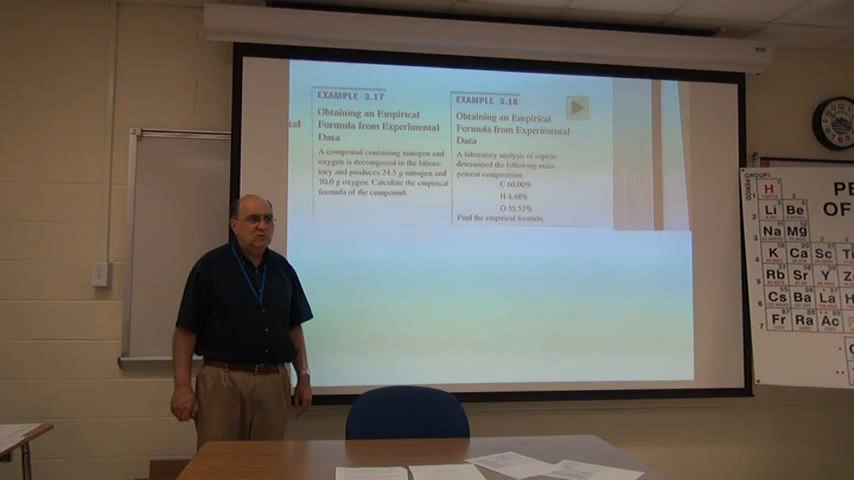 EXAMPLE 3.17
Obtaining an Empirical
Formula from Experimental
Data
A compound containing nitrogen and
oxygen is decomposed in the labora-
tory and produces 24.5 g nitrogen and
70.0 g oxygen. Calculate the empirical
formula of the compound.
EXAMPLE 3.18
Obtaining an Empirical
Formula from Experimental
Data
A laboratory analysis of aspirin
determined the following mass-
percent composition:
C 60.00%
H 4.48%
O 35.52%
Find the empirical formula.
GROUP 1
PERIOD
PE
OF
H
Li Be
Na Mg
K Ca Sc Ti
Rb Sr Y
Cs Ba La H
Fr Ra Ac